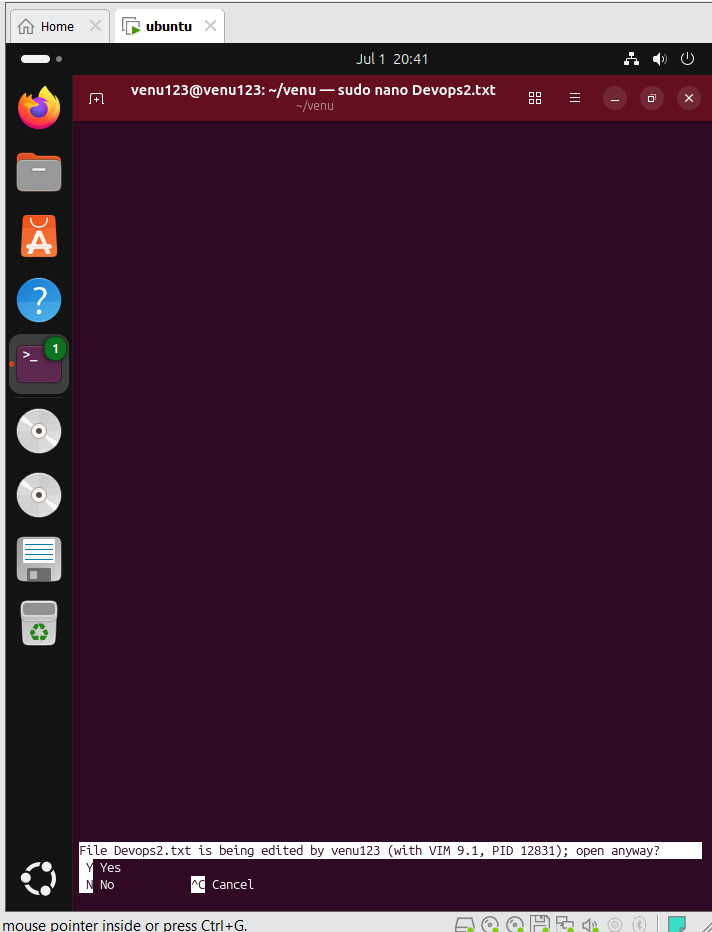 Home
ubuntu
Jul 1 20:41
venu123@venu123: ~/venu — sudo nano Devops2.txt
~/venu
?
>_
1
File Devops2.txt is being edited by venu123 (with VIM 9.1, PID 12831); open anyway?
Y Yes
N No ^C Cancel
mouse pointer inside or press Ctrl+G.